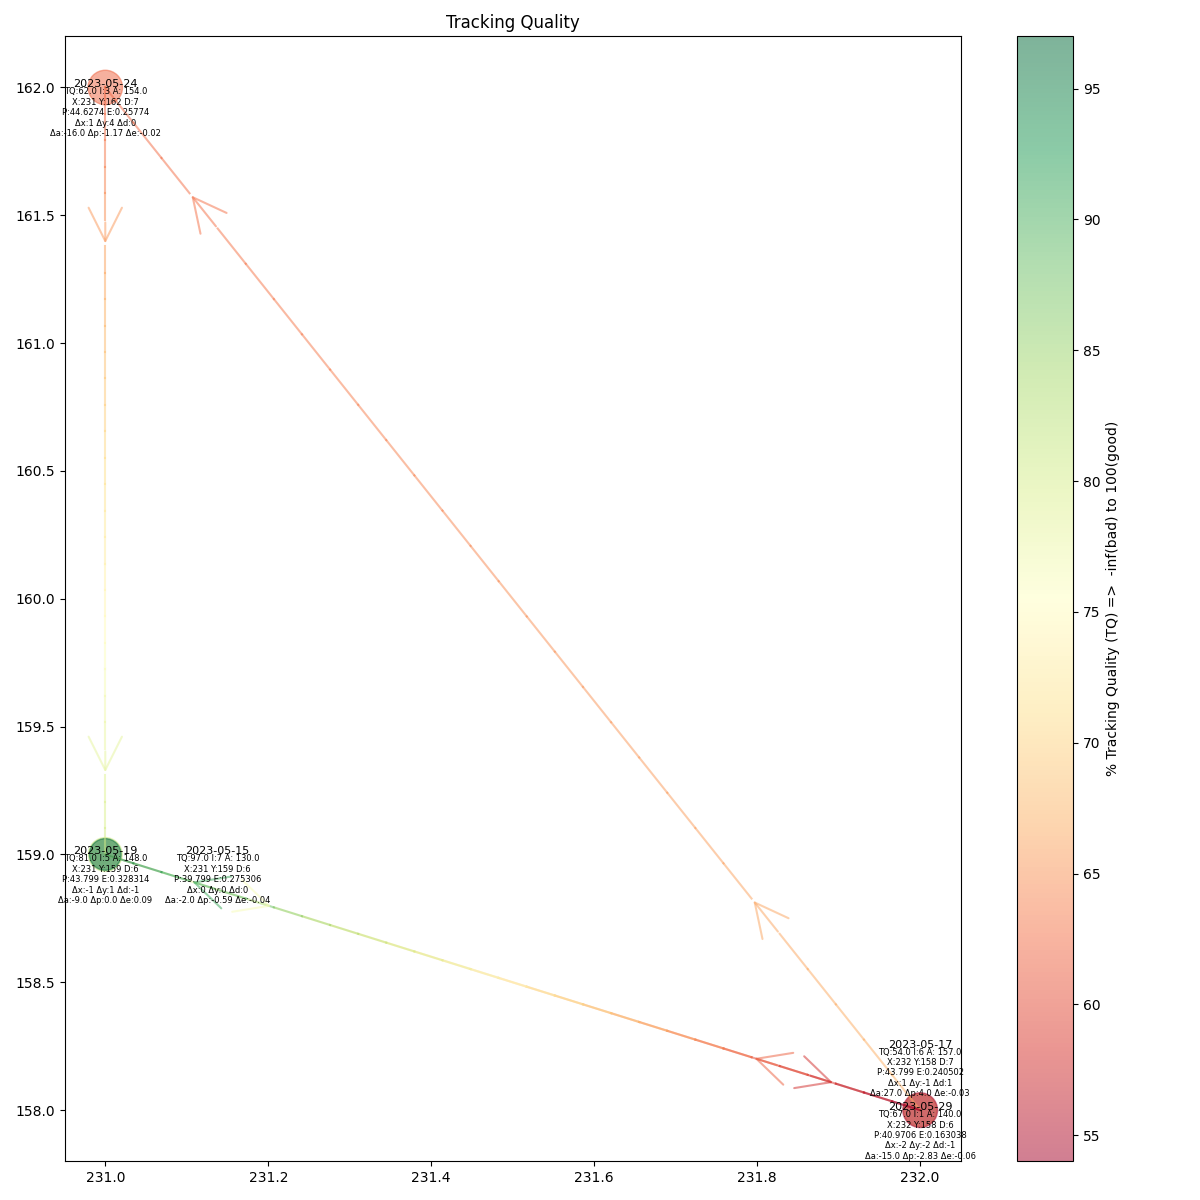 Tracking Quality
162.0
161.5
161.0
160.5
160.0
159.5
159.0
158.5
158.0
231.0
231.2
231.4
231.6
231.8
232.0
2023-05-24
TQ:62.0 I:3 A: 154.0
X:231 Y:162 D:7
P:44.6274 E:0.25774
Δx:1 Δy:4 Δd:0
Δa:-16.0 Δp:-1.17 Δe:-0.02
2023-05-19
TQ:81.0 I:5 A: 148.0
X:231 Y:159 D:6
P:43.799 E:0.328314
Δx:-1 Δy:1 Δd:-1
Δa:-9.0 Δp:0.0 Δe:0.09
2023-05-15
TQ:97.0 I:7 A: 130.0
X:231 Y:159 D:6
P:39.799 E:0.275306
Δx:0 Δy:0 Δd:0
Δa:-2.0 Δp:-0.59 Δe:-0.04
2023-05-17
TQ:54.0 I:6 A: 157.0
X:232 Y:158 D:7
P:43.799 E:0.240502
Δx:1 Δy:-1 Δd:1
Δa:27.0 Δp:4.0 Δe:-0.03
2023-05-29
TQ:67.0 I:1 A: 140.0
X:232 Y:158 D:6
P:40.9706 E:0.163038
Δx:-2 Δy:-2 Δd:-1
Δa:-15.0 Δp:-2.83 Δe:-0.06
95
90
85
80
75
70
65
60
55
% Tracking Quality (TQ) => -inf(bad) to 100(good)